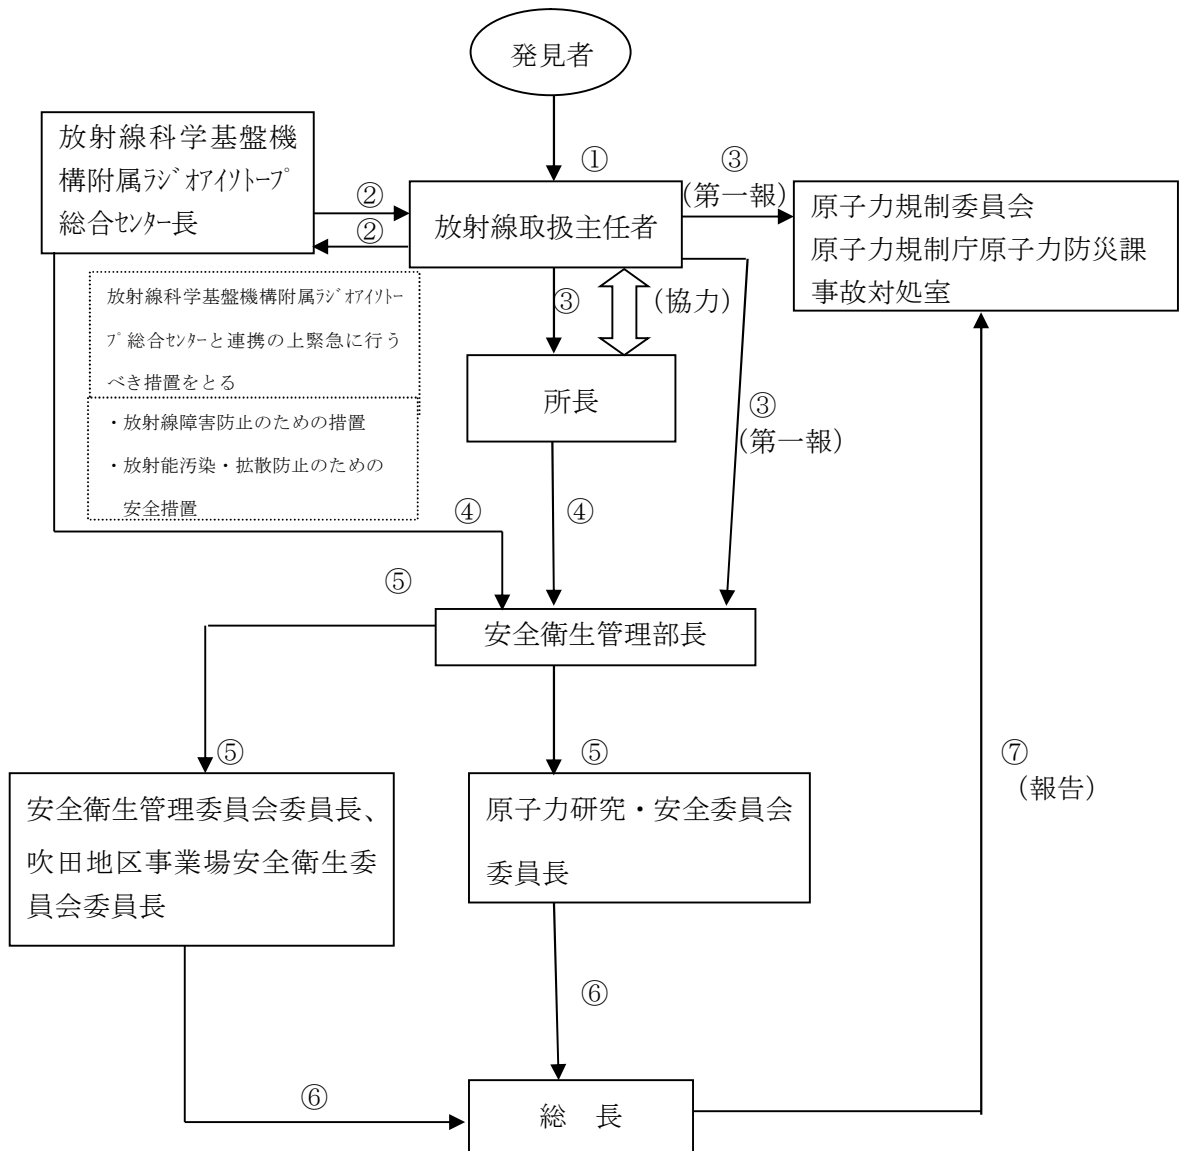 発見者
放射線科学基盤機
構附属ﾗｼﾞｵｱｲｿﾄｰﾌﾟ
総合ｾﾝﾀｰ長
①
②
②
放射線取扱主任者
③
(第一報)
原子力規制委員会
原子力規制庁原子力防災課
事故対処室
放射線科学基盤機構附属ﾗｼﾞｵｱｲｿﾄｰ
ﾌﾟ総合ｾﾝﾀｰと連携の上緊急に行う
べき措置をとる
・放射線障害防止のための措置
・放射能汚染・拡散防止のための
安全措置
③
(協力)
所長
③
(第一報)
④
④
⑤
安全衛生管理部長
⑤
⑤
安全衛生管理委員会委員長、
吹田地区事業場安全衛生委
員会委員長
原子力研究・安全委員会
委員長
⑦
(報告)
⑥
⑥
総　長